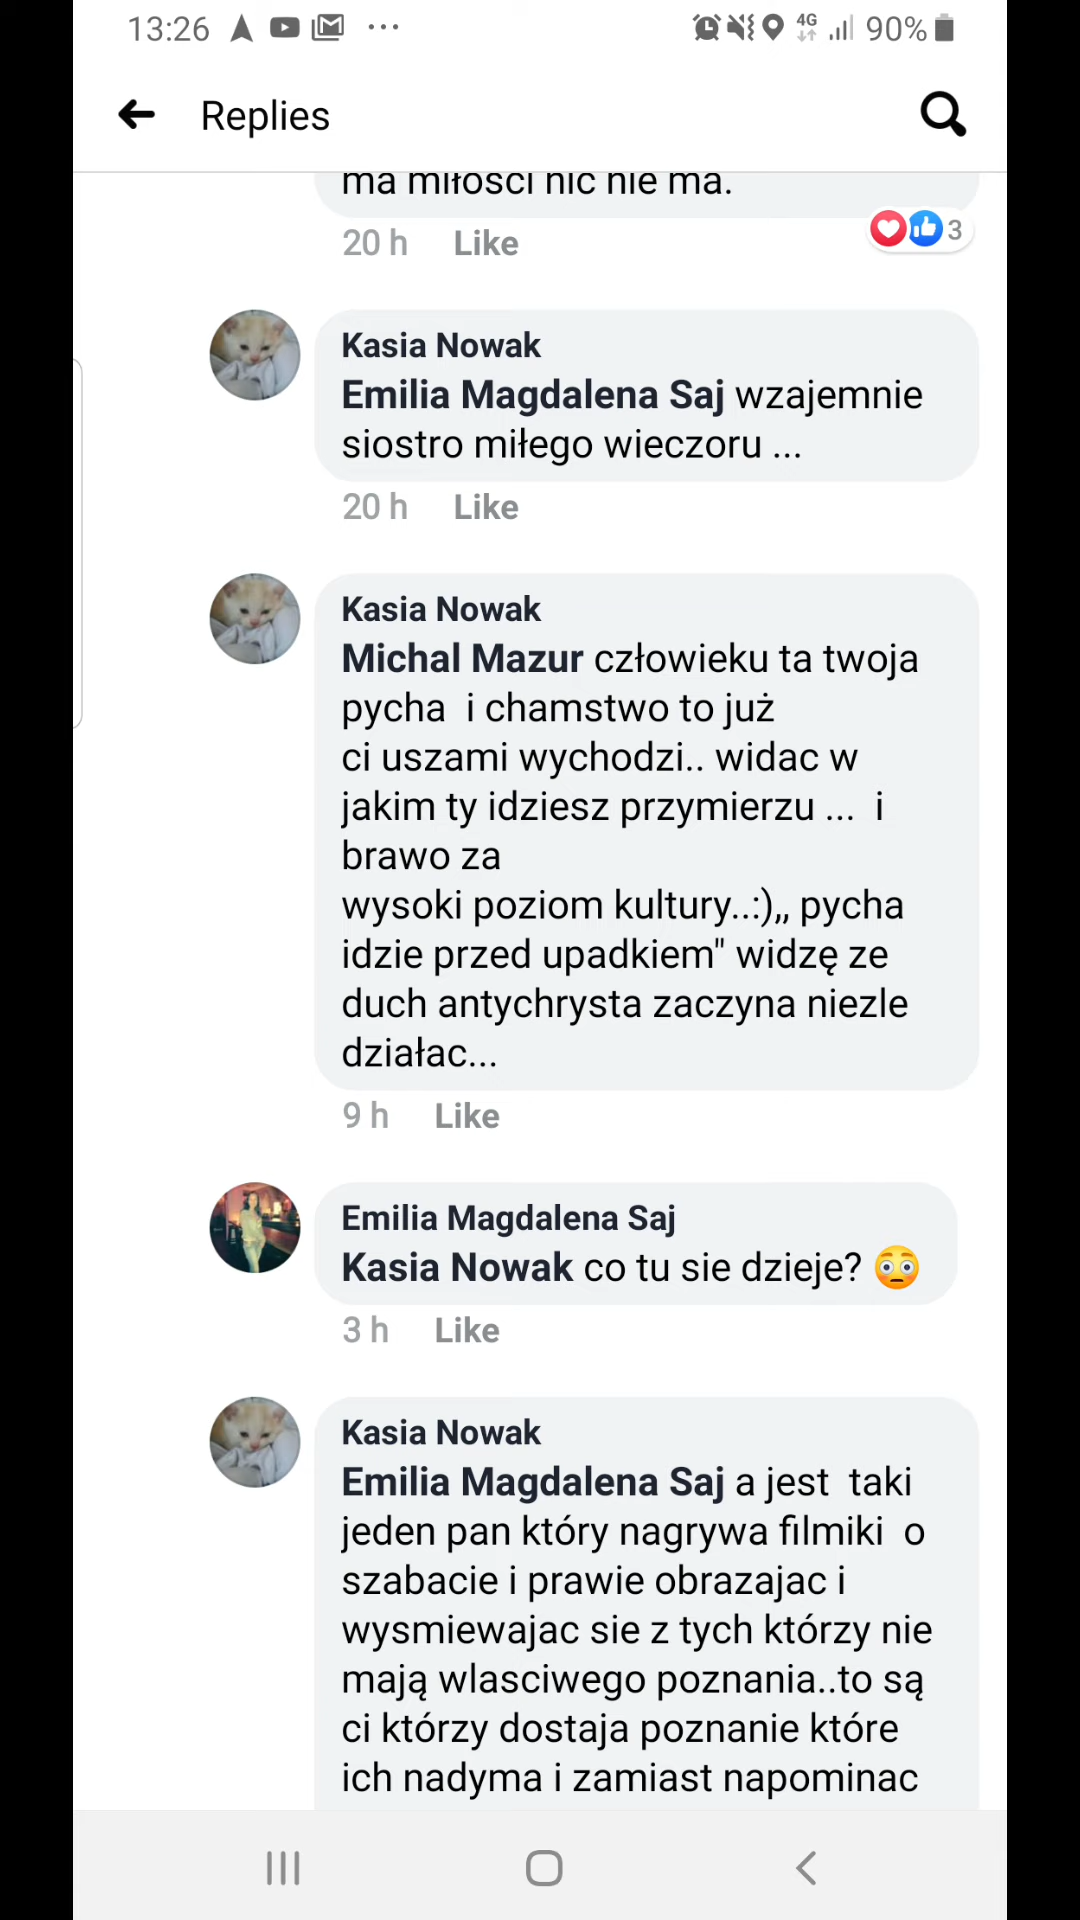 13:26
4G
90%
Replies
ma miłości nic nie ma.
20 h Like
3
Kasia Nowak
Emilia Magdalena Saj wzajemnie
siostro miłego wieczoru ...
20 h Like
Kasia Nowak
Michal Mazur człowieku ta twoja
pycha  i chamstwo to już
ci uszami wychodzi.. widac w
jakim ty idziesz przymierzu ...  i
brawo za
wysoki poziom kultury..:),, pycha
idzie przed upadkiem" widzę ze
duch antychrysta zaczyna niezle
działac...
9 h Like
Emilia Magdalena Saj
Kasia Nowak co tu sie dzieje? 😳
3 h Like
Kasia Nowak
Emilia Magdalena Saj a jest  taki
jeden pan który nagrywa filmiki  o
szabacie i prawie obrazajac i
wysmiewajac sie z tych którzy nie
mają wlasciwego poznania..to są
ci którzy dostaja poznanie które
ich nadyma i zamiast napominac